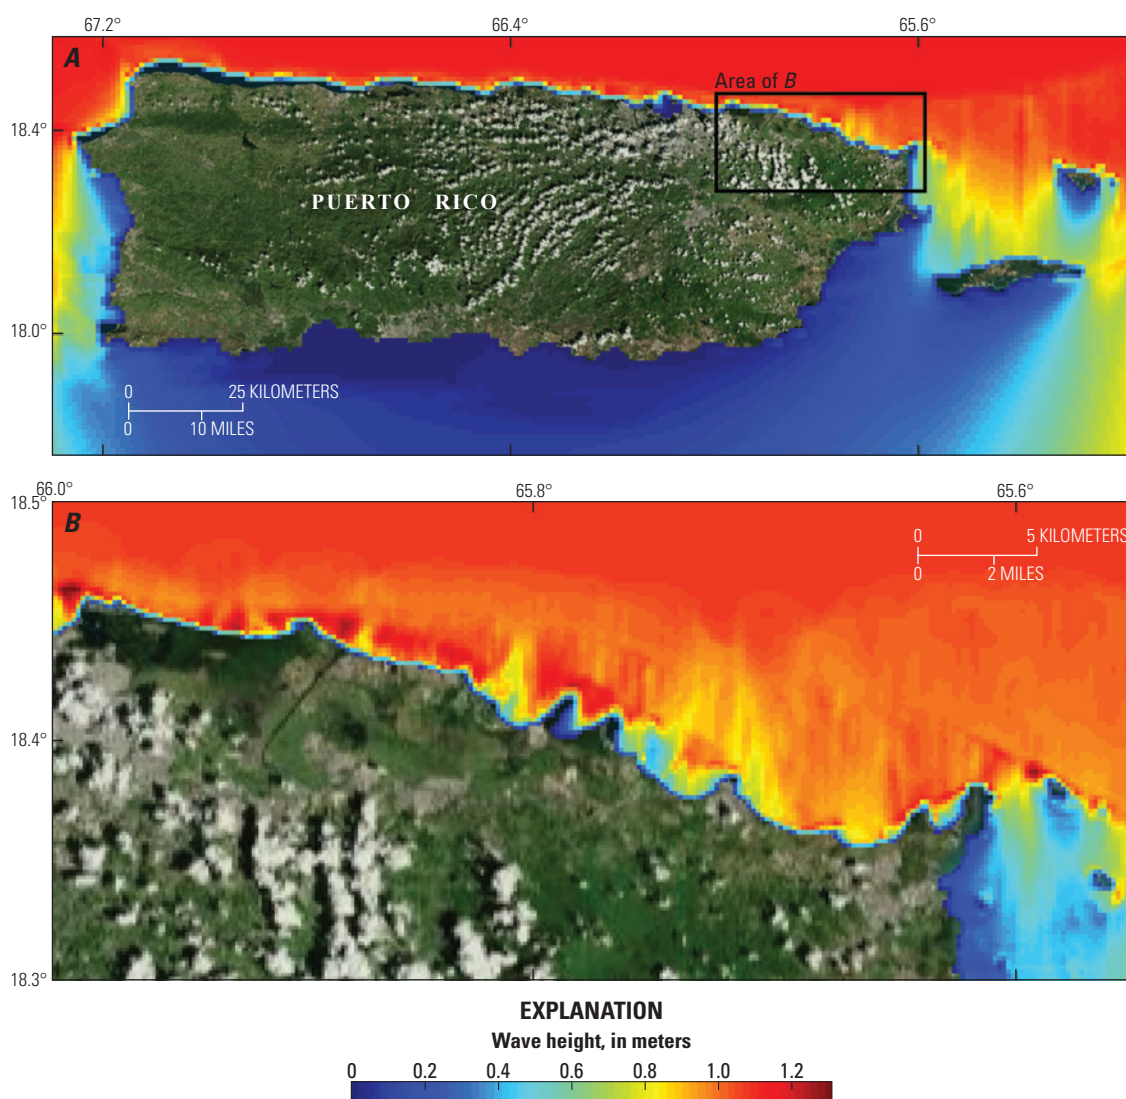 67.2°
66.4°
65.6°
A
Area of B
18.4°
PUERTO RICO
18.0°
0 25 KILOMETERS
0 10 MILES
66.0°
65.8°
65.6°
18.5°
B
0 5 KILOMETERS
0 2 MILES
18.4°
18.3°
EXPLANATION
Wave height, in meters
0 0.2 0.4 0.6 0.8 1.0 1.2